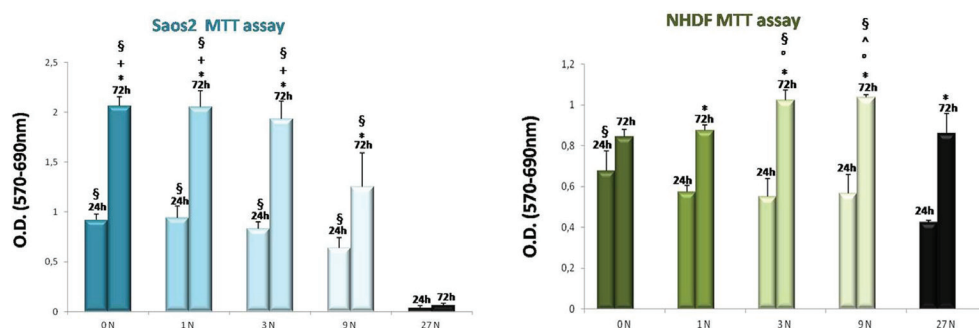 Saos2 MTT assay
O.D. (570-690nm)
2,5
2
1,5
1
0,5
0
§
24h
§
+
*
72h
§
24h
§
+
*
72h
§
24h
§
+
*
72h
§
24h
§
*
72h
24h
72h
0 N
1 N
3 N
9 N
27 N
NHDF MTT assay
O.D. (570-690nm)
1,2
1
0,8
0,6
0,4
0,2
0
§
24h
72h
24h
*
72h
24h
§
°
*
72h
24h
§
^
°
*
72h
24h
*
72h
0 N
1 N
3 N
9 N
27 N